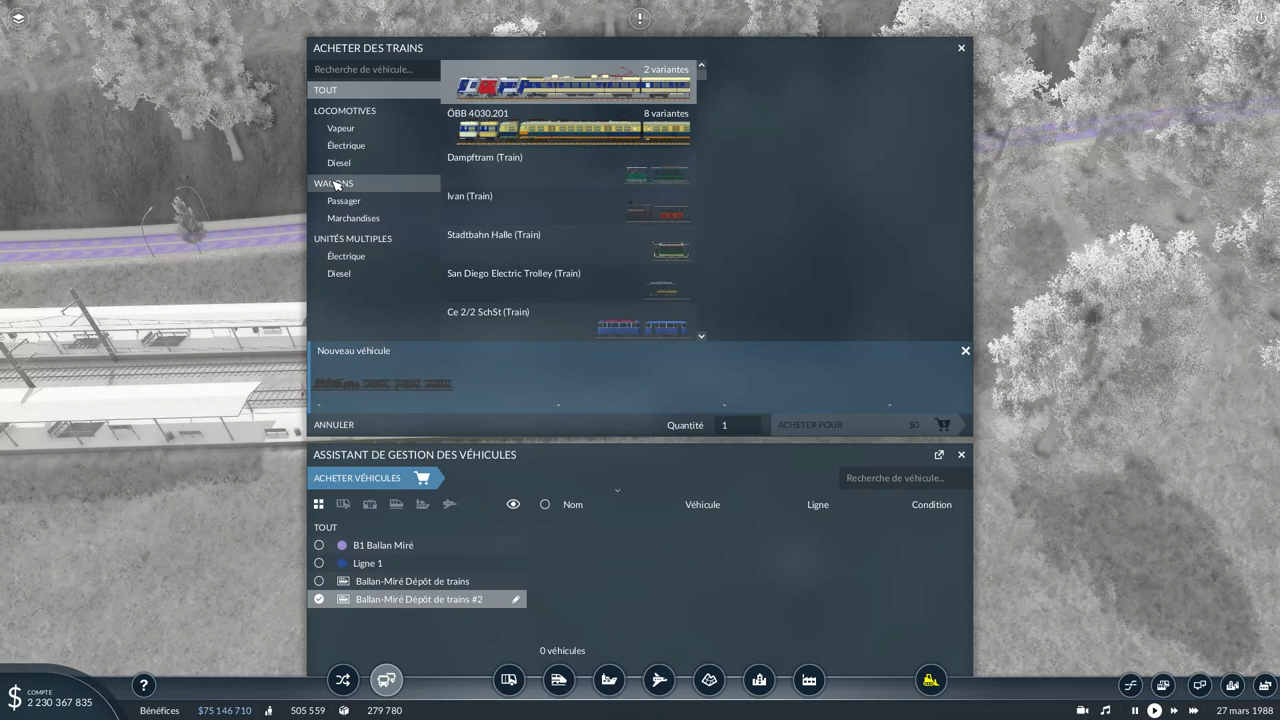 ACHETER DES TRAINS
Recherche de véhicule...
TOUT
LOCOMOTIVES
Vapeur
Électrique
Diesel
WAGONS
Passager
Marchandises
UNITÉS MULTIPLES
Électrique
Diesel
2 variantes
ÖBB 4030.201 8 variantes
Dampftram (Train)
Ivan (Train)
Stadtbahn Halle (Train)
San Diego Electric Trolley (Train)
Ce 2/2 SchSt (Train)
Nouveau véhicule
- - - -
ANNULER Quantité 1 ACHETER POUR $0
ASSISTANT DE GESTION DES VÉHICULES
ACHETER VÉHICULES Recherche de véhicule...
Nom Véhicule Ligne Condition
TOUT
B1 Ballan Miré
Ligne 1
Ballan-Miré Dépôt de trains
Ballan-Miré Dépôt de trains #2
0 véhicules
$ COMPTE
2 230 367 835
?
Bénéfices $75 146 710 505 559 279 780 27 mars 1988